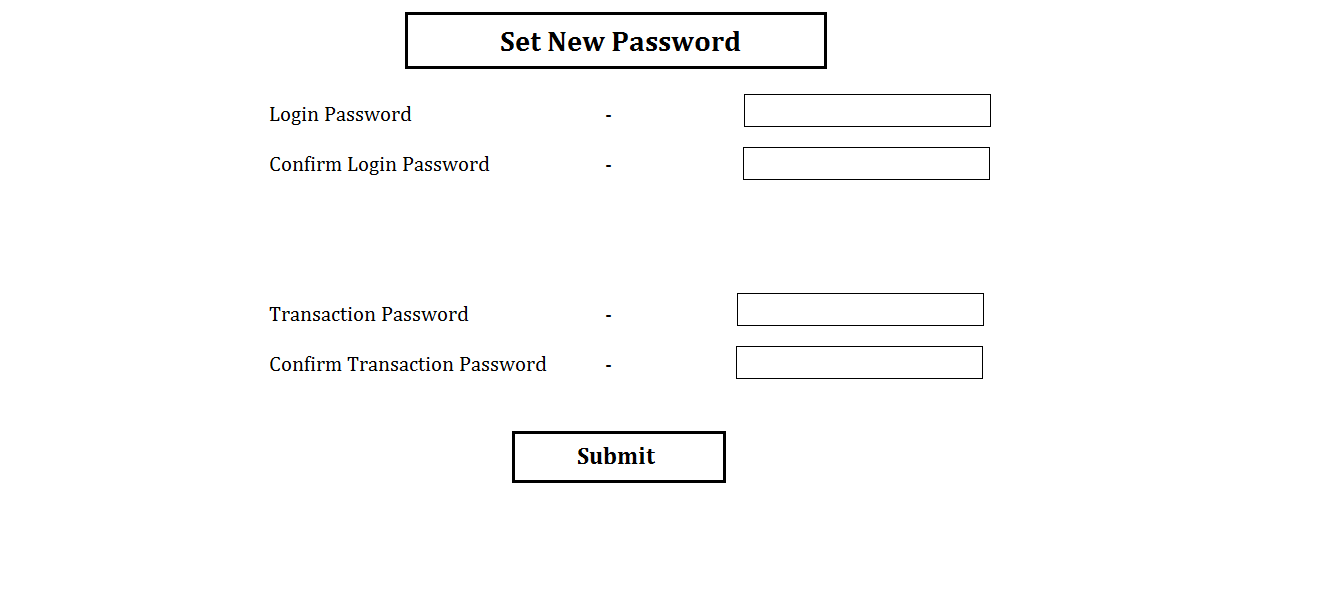 Set New Password
Login Password -
Confirm Login Password -
Transaction Password -
Confirm Transaction Password -
Submit